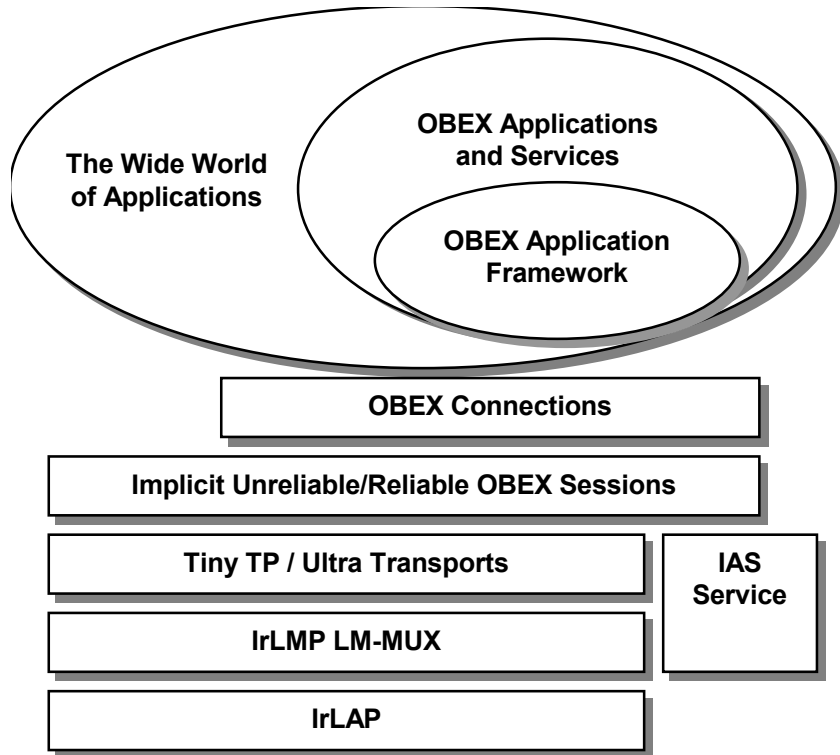 The Wide World
of Applications
OBEX Applications
and Services
OBEX Application
Framework
OBEX Connections
Implicit Unreliable/Reliable OBEX Sessions
Tiny TP / Ultra Transports
IAS
Service
IrLMP LM-MUX
IrLAP